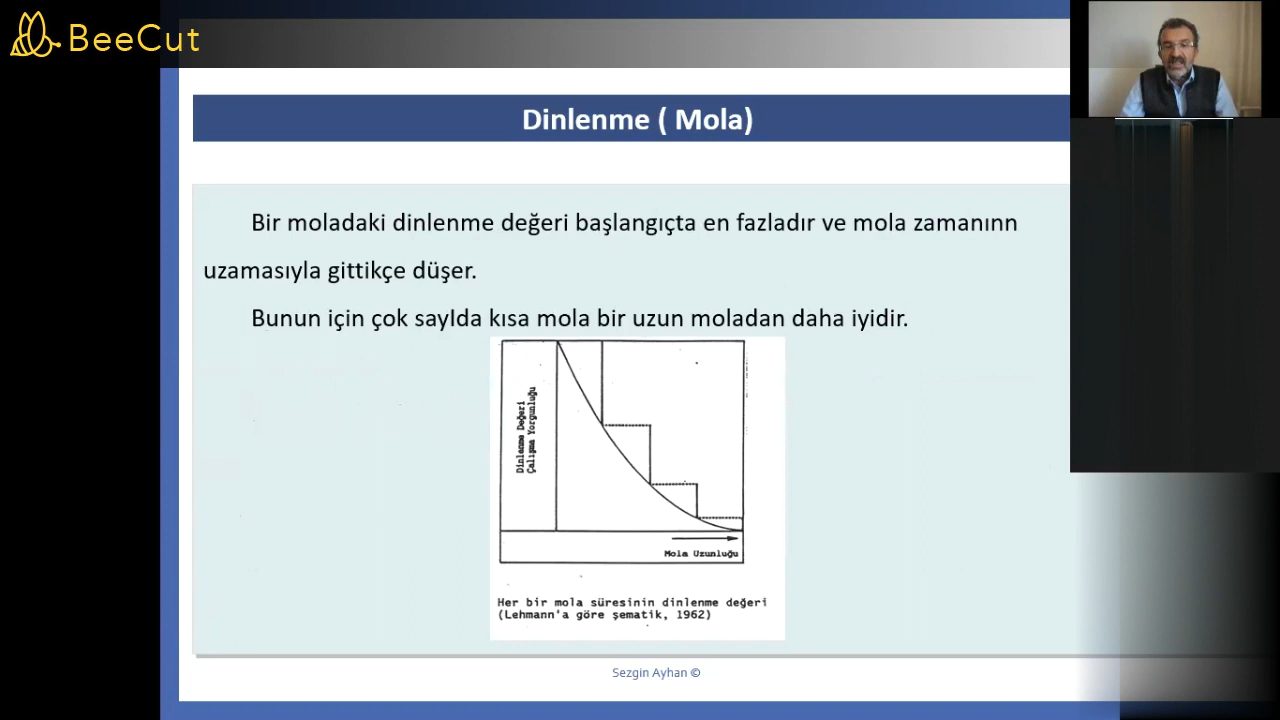 BeeCut
Dinlenme ( Mola)
Bir moladaki dinlenme değeri başlangıçta en fazladır ve mola zamanınn
uzamasıyla gittikçe düşer.
Bunun için çok sayIda kısa mola bir uzun moladan daha iyidir.
Dinlenme Değeri
Çalışma Yorgunluğu
Mola Uzunluğu
Her bir mola süresinin dinlenme değeri
(Lehmann'a göre şematik, 1962)
Sezgin Ayhan ©